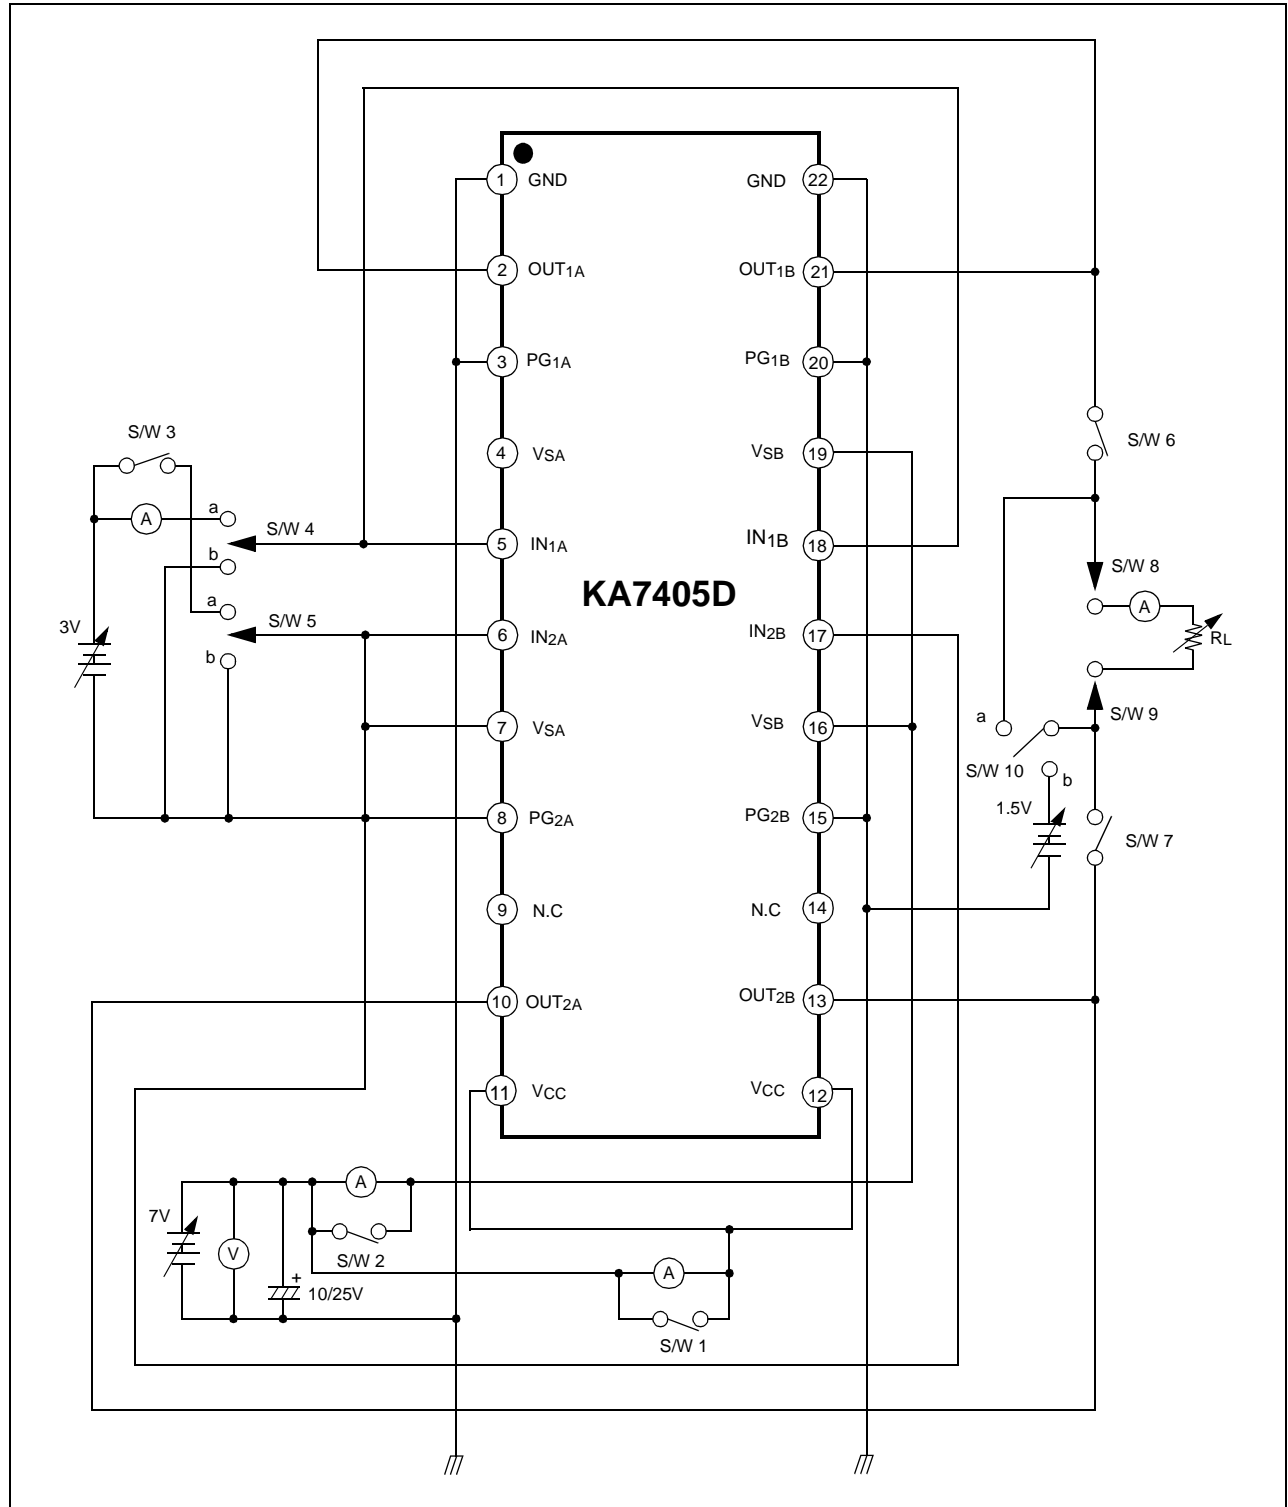 1 GND
GND 22
2 OUT1A
OUT1B 21
3 PG1A
PG1B 20
S/W 3
S/W 6
4 VSA
VSB 19
A
a
S/W 4
5 IN1A
IN1B 18
b
S/W 8
KA7405D
a
A
3V
S/W 5
6 IN2A
IN2B 17
RL
b
S/W 9
7 VSA
VSB 16
a
S/W 10
b
1.5V
8 PG2A
PG2B 15
S/W 7
9 N.C
N.C 14
10 OUT2A
OUT2B 13
11 VCC
VCC 12
A
7V
V
S/W 2
+
10/25V
A
S/W 1